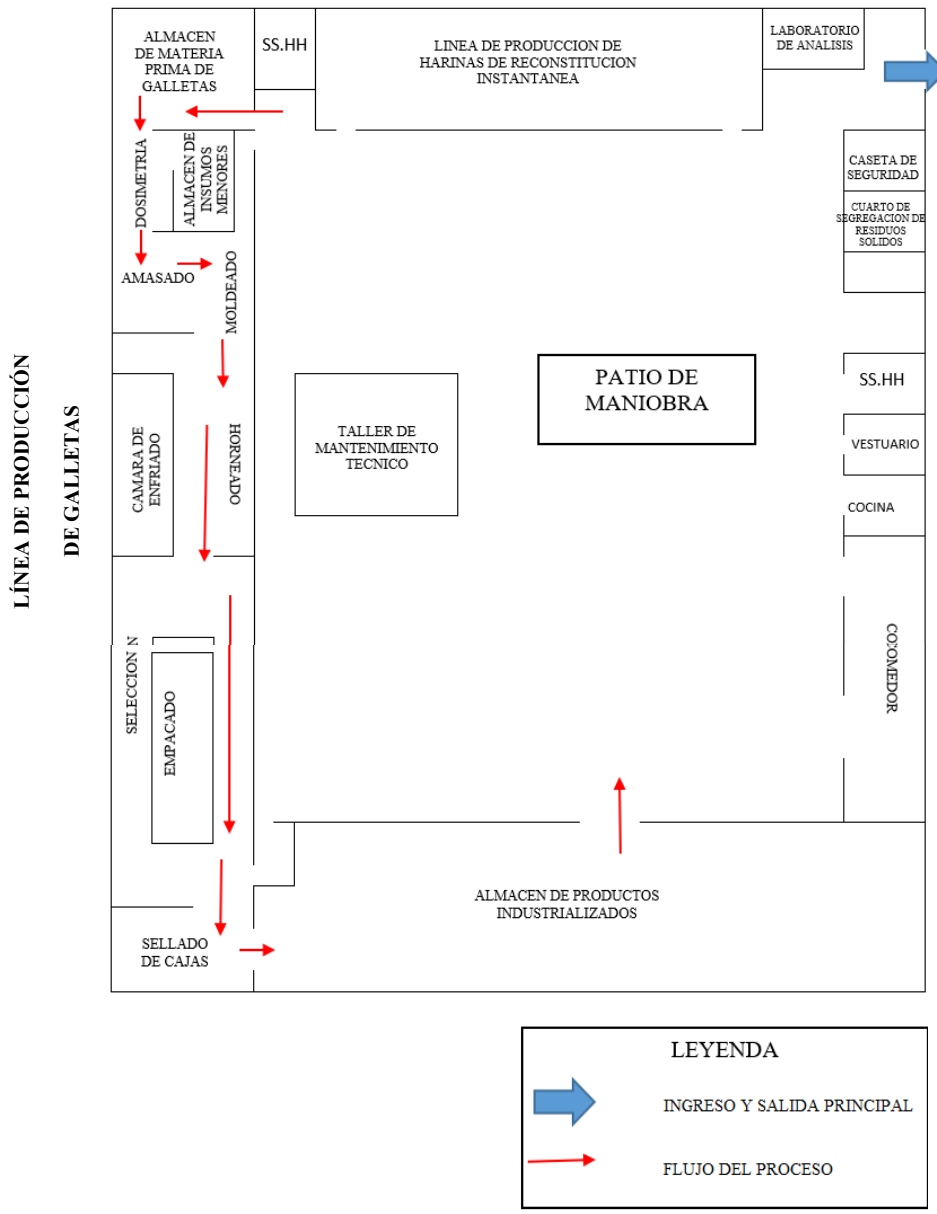 ALMACEN
DE MATERIA
PRIMA DE
GALLETAS
SS.HH
LINEA DE PRODUCCION DE
HARINAS DE RECONSTITUCION
INSTANTANEA
LABORATORIO
DE ANALISIS
DOSIMETRIA
ALMACEN DE
INSUMOS
MENORES
CASETA DE
SEGURIDAD
CUARTO DE
SEGREGACION DE
RESIDUOS
SOLIDOS
AMASADO
MOLDEADO
LÍNEA DE PRODUCCIÓN
DE GALLETAS
CAMARA DE
ENFRIADO
HORNEADO
TALLER DE
MANTENIMIENTO
TECNICO
PATIO DE
MANIOBRA
SS.HH
VESTUARIO
COCINA
SELECCION N
EMPACADO
COMEDOR
ALMACEN DE PRODUCTOS
INDUSTRIALIZADOS
SELLADO
DE CAJAS
LEYENDA
INGRESO Y SALIDA PRINCIPAL
FLUJO DEL PROCESO